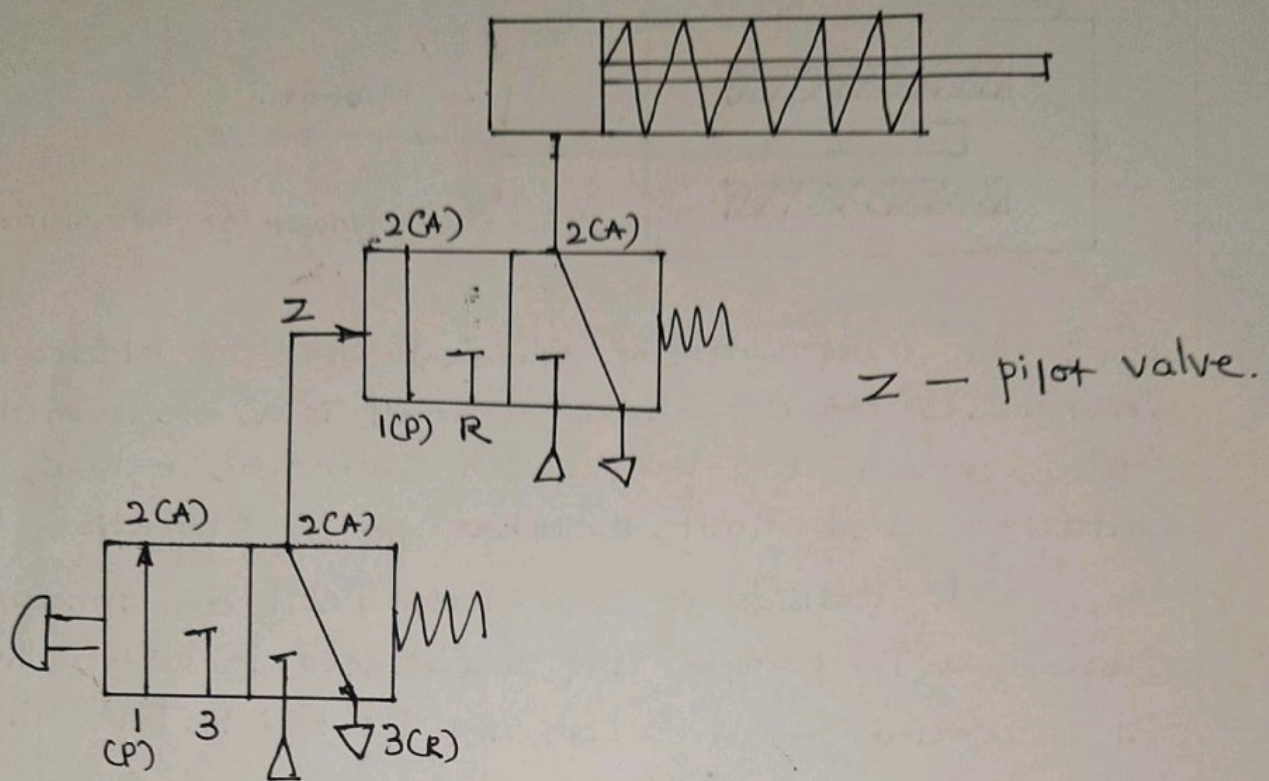 2(A) 2(A)
Z
Z — pilot valve.
1(P) R
2(A) 2(A)
1 3 3(R)
(P)